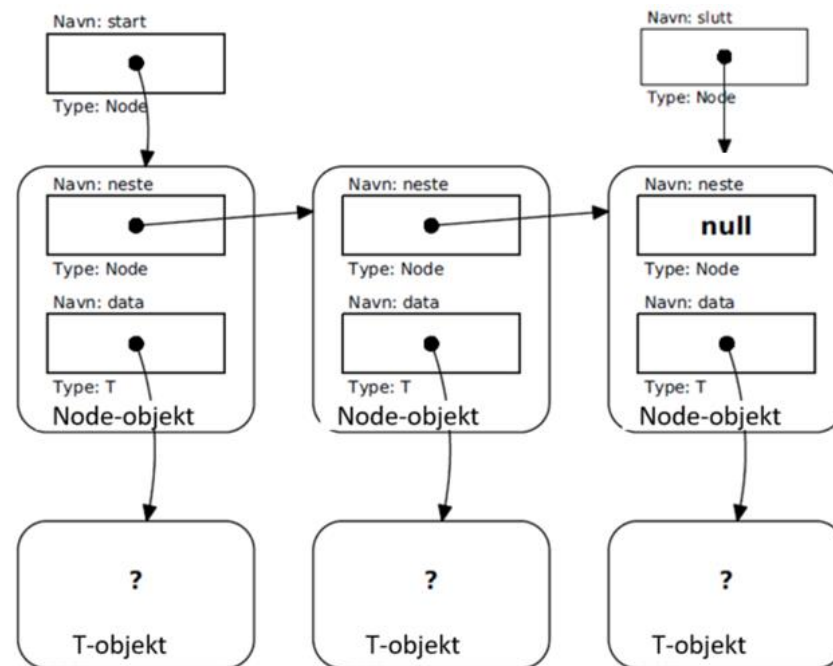 Navn: start
Navn: slutt
Type: Node
Type: Node
Navn: neste
Navn: neste
Navn: neste
null
Type: Node
Type: Node
Type: Node
Navn: data
Navn: data
Navn: data
Type: T
Type: T
Type: T
Node-objekt
Node-objekt
Node-objekt
?
?
?
T-objekt
T-objekt
T-objekt